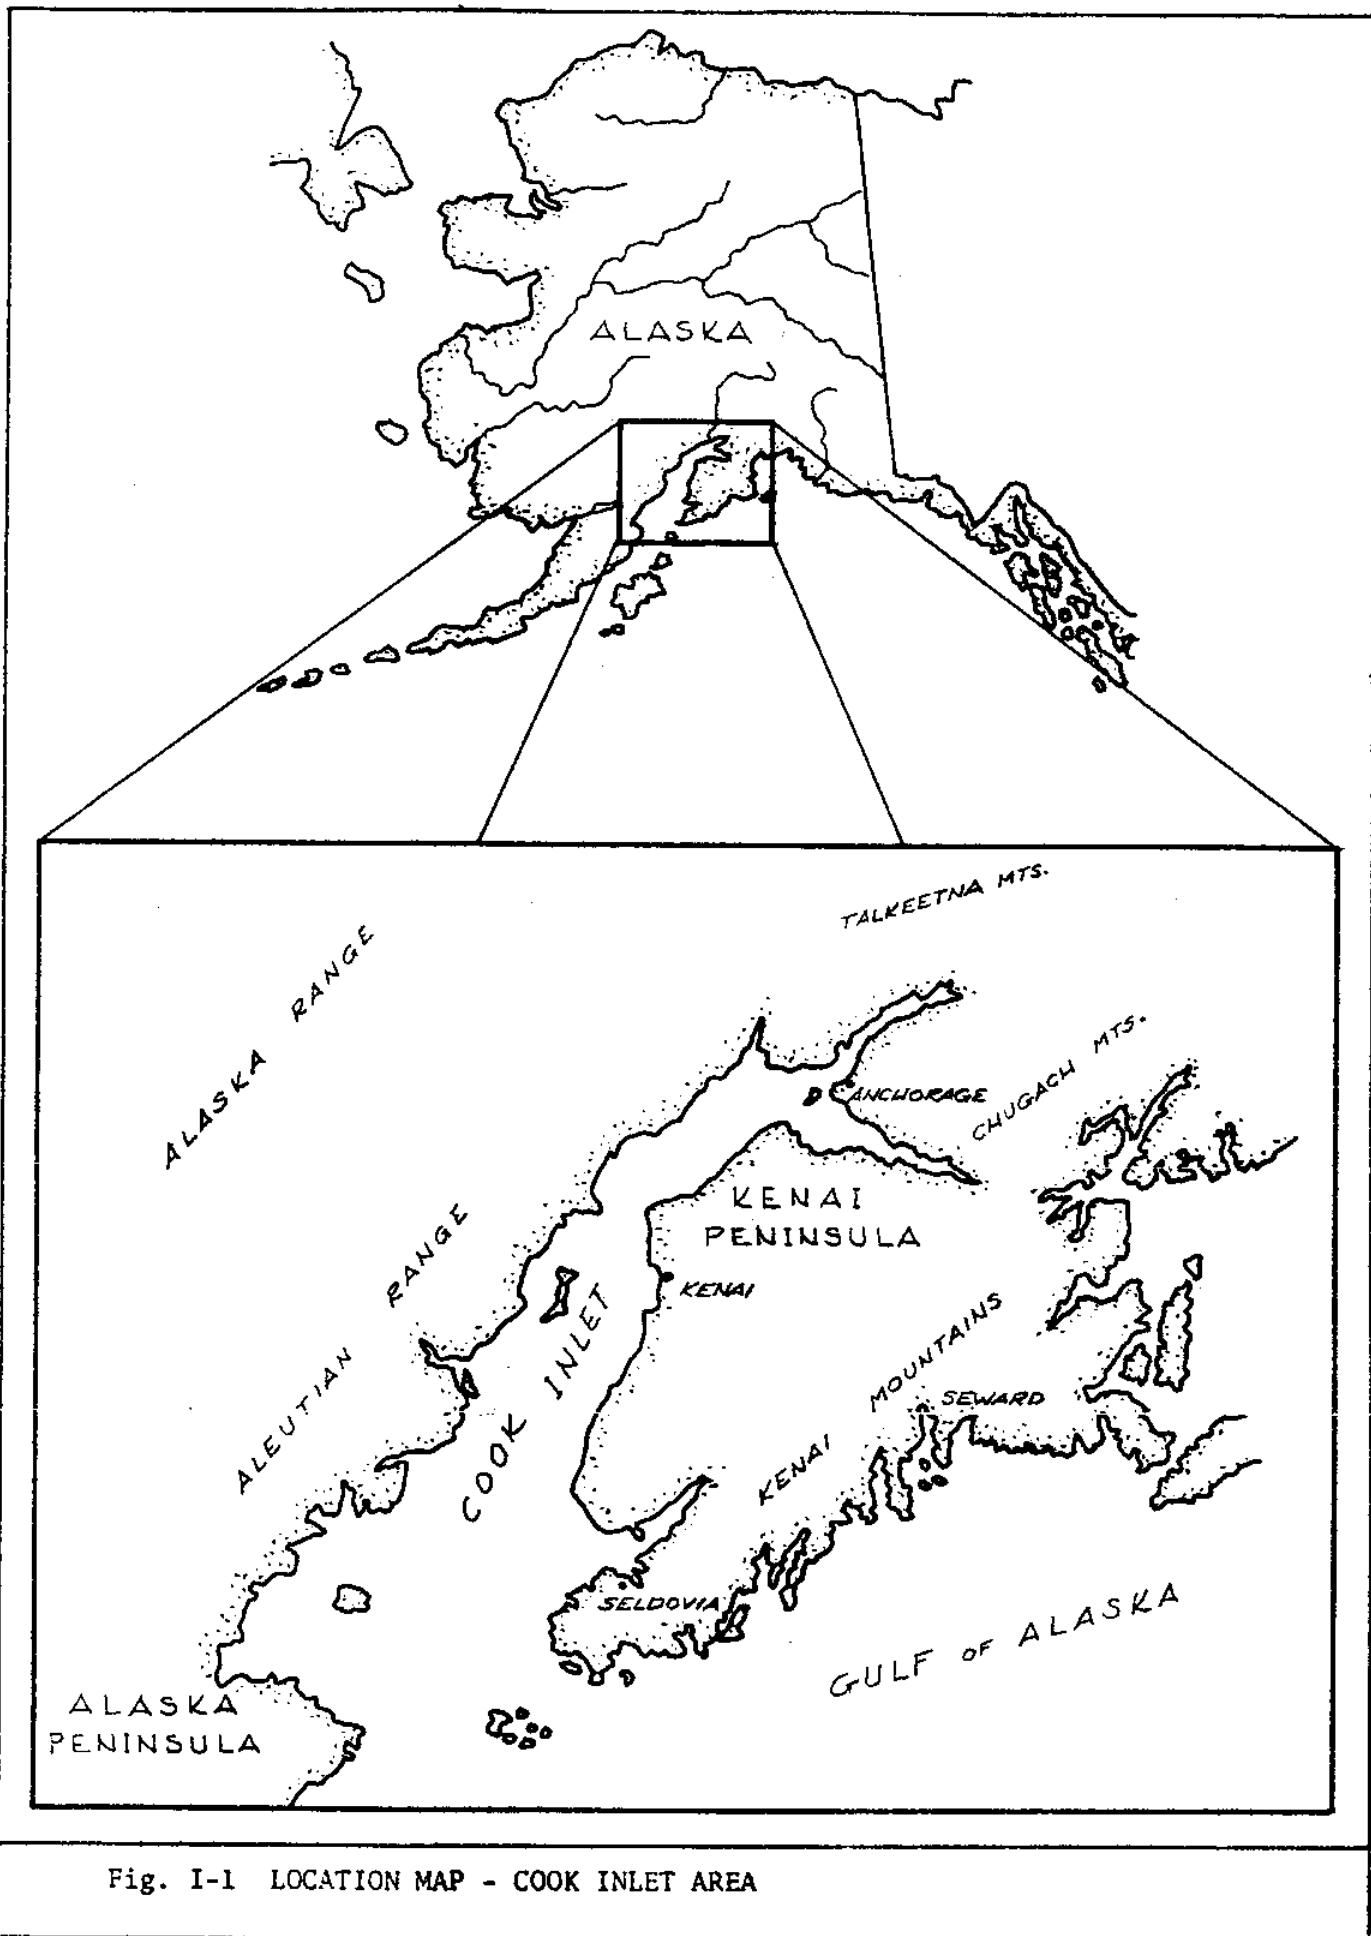 ALASKA
TALKEETNA MTS.
ALASKA RANGE
CHUGACH MTS.
ANCHORAGE
KENAI
PENINSULA
ALEUTIAN RANGE
KENAI
COOK INLET
KENAI MOUNTAINS
SEWARD
SELDOVIA
GULF OF ALASKA
ALASKA
PENINSULA
Fig. I-1 LOCATION MAP - COOK INLET AREA